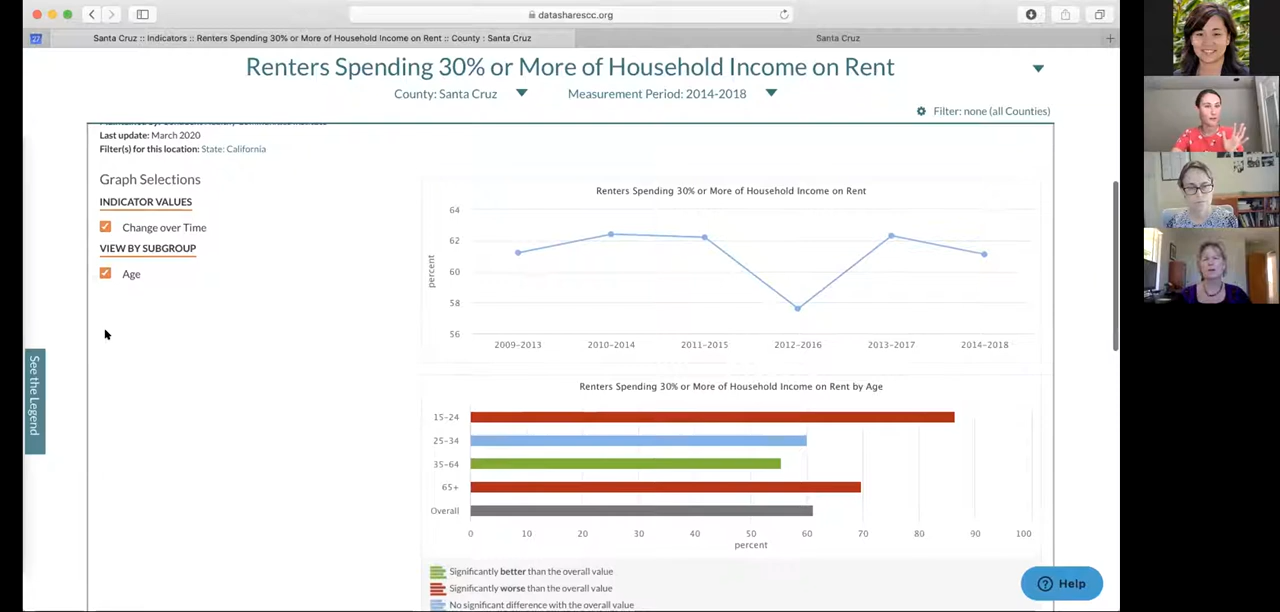 datasharescc.org
27
Santa Cruz :: Indicators :: Renters Spending 30% or More of Household Income on Rent :: County : Santa Cruz
Santa Cruz
Renters Spending 30% or More of Household Income on Rent
County: Santa Cruz
Measurement Period: 2014-2018
Filter: none (all Counties)
Last update: March 2020
Filter(s) for this location: State: California
Graph Selections
INDICATOR VALUES
Change over Time
VIEW BY SUBGROUP
Age
See the Legend
Renters Spending 30% or More of Household Income on Rent
64
62
60
58
56
percent
2009-2013 2010-2014 2011-2015 2012-2016 2013-2017 2014-2018
Renters Spending 30% or More of Household Income on Rent by Age
15-24
25-34
35-64
65+
Overall
0 10 20 30 40 50 60 70 80 90 100
percent
Significantly better than the overall value
Significantly worse than the overall value
No significant difference with the overall value
Help